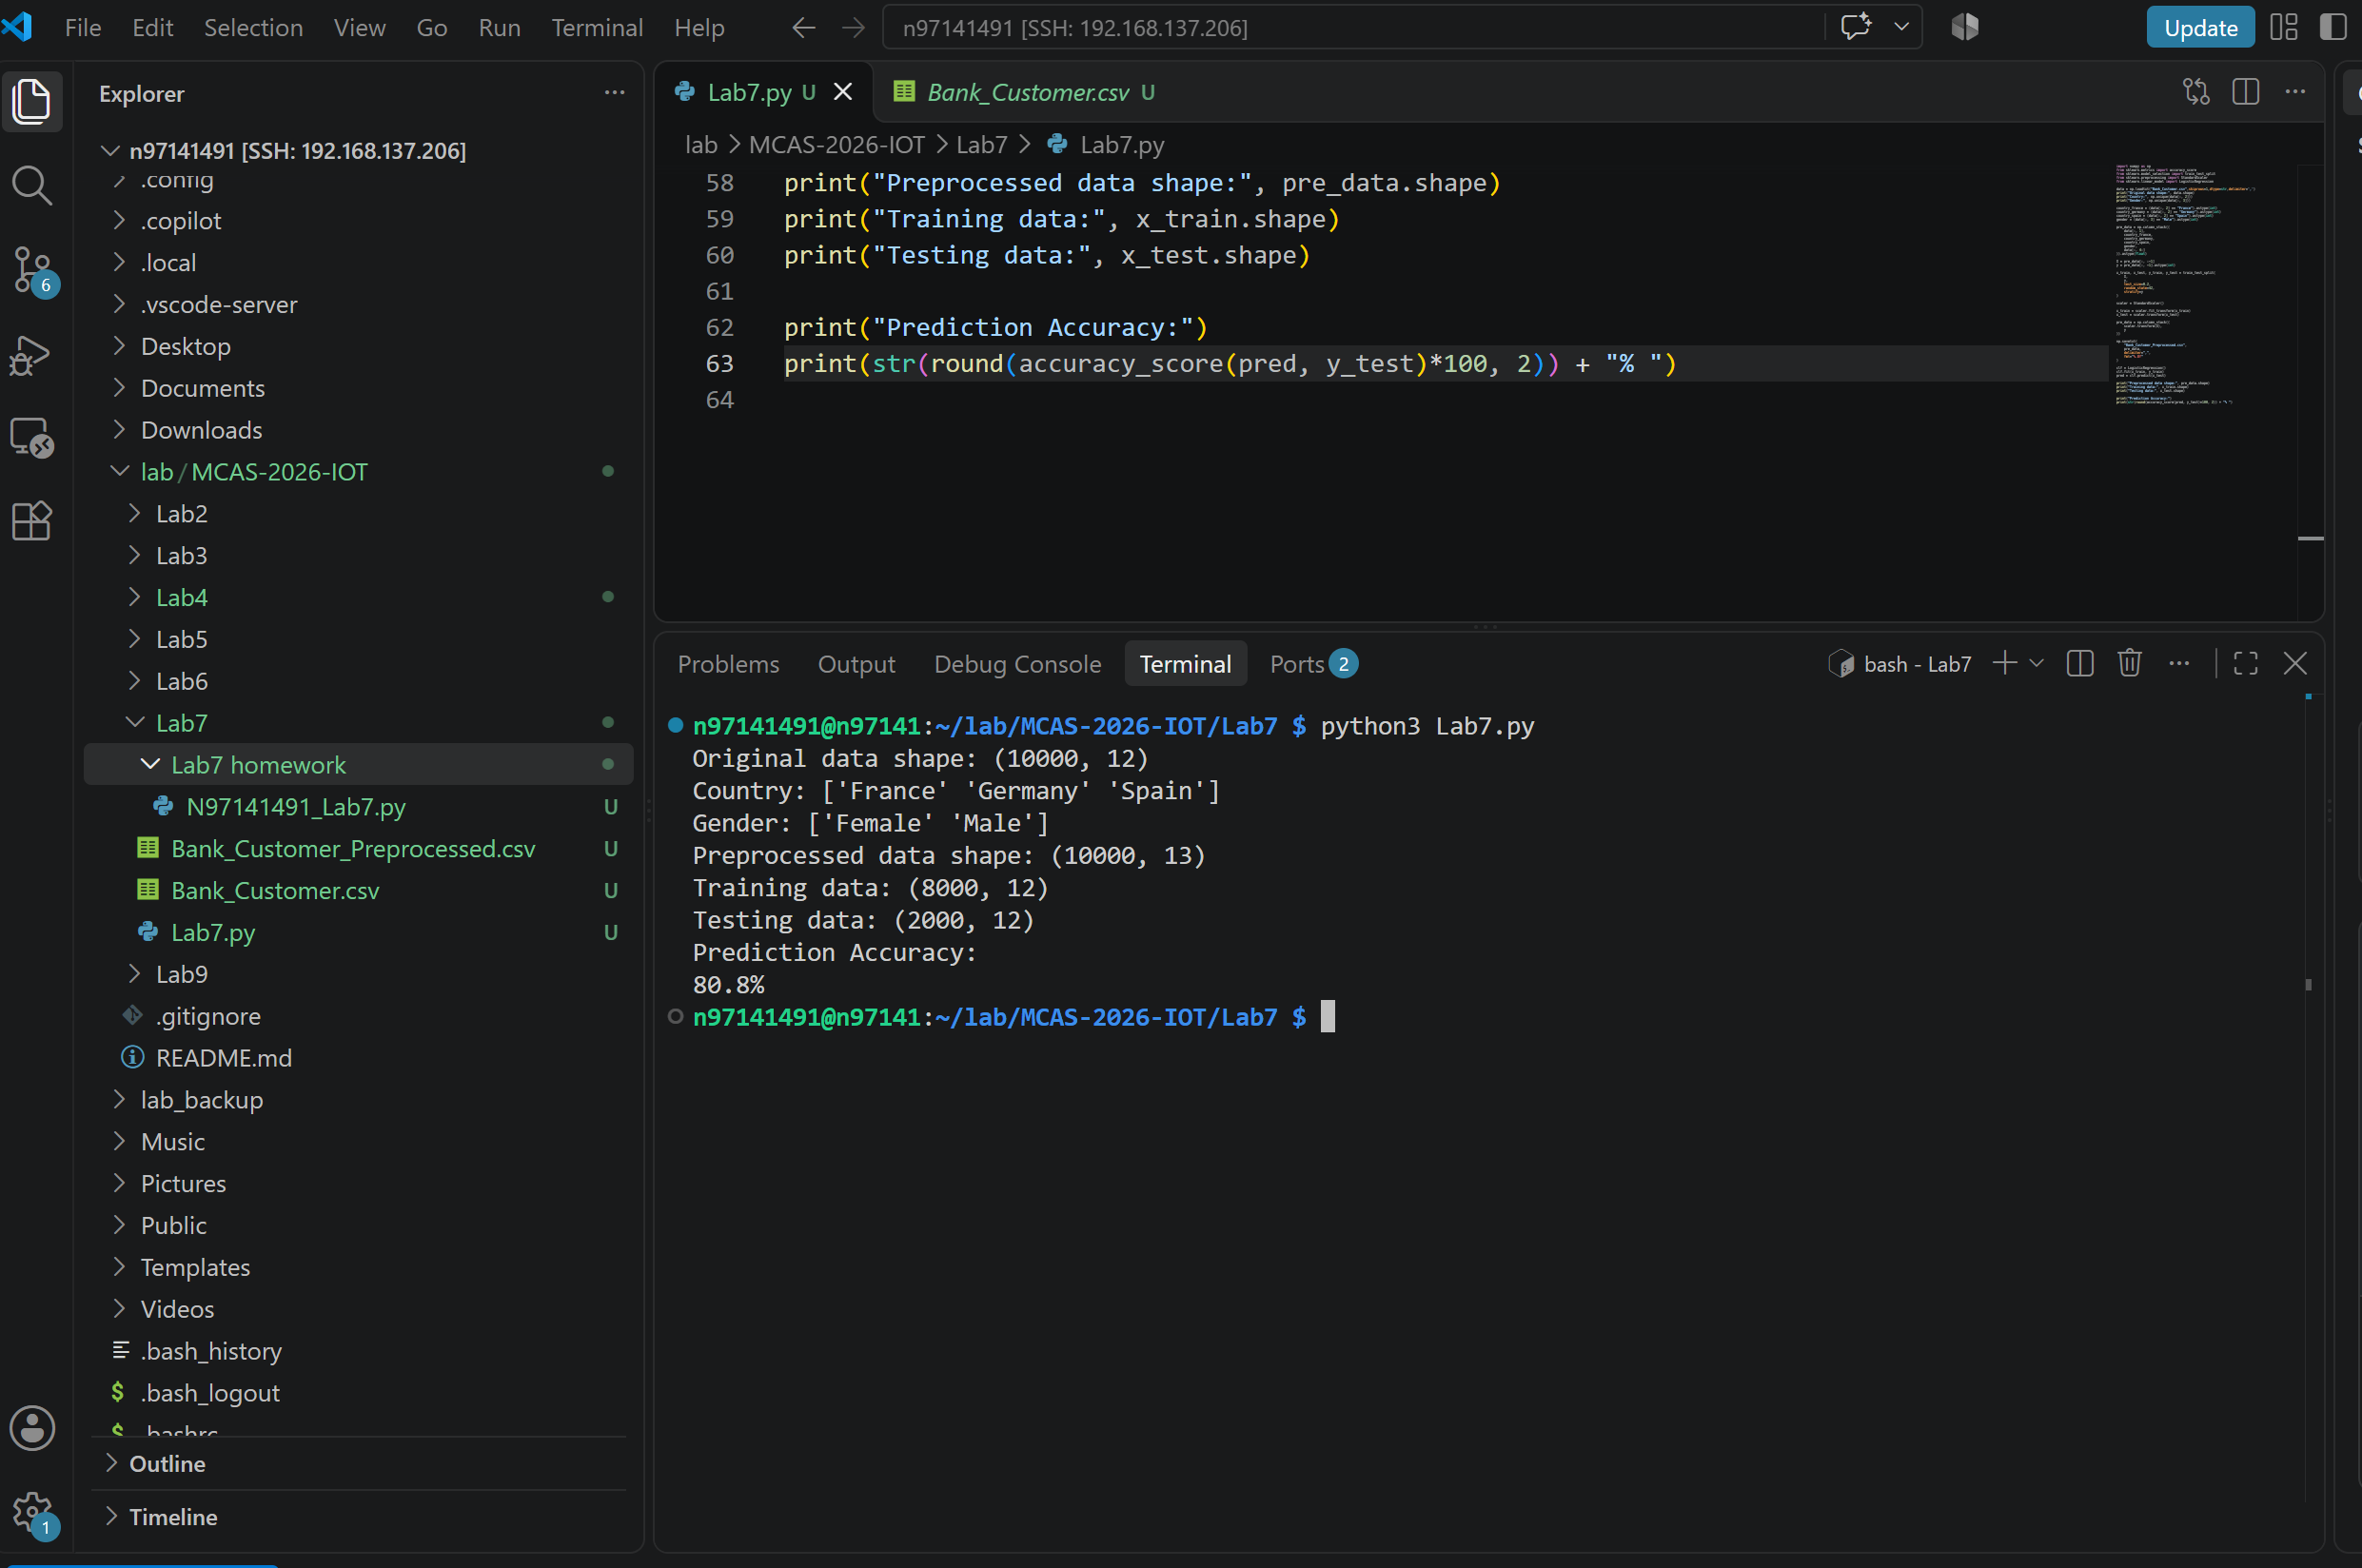 File Edit Selection View Go Run Terminal Help
n97141491 [SSH: 192.168.137.206]
Update
Explorer
n97141491 [SSH: 192.168.137.206]
.config
.copilot
.local
.vscode-server
Desktop
Documents
Downloads
lab / MCAS-2026-IOT
Lab2
Lab3
Lab4
Lab5
Lab6
Lab7
Lab7 homework
N97141491_Lab7.py U
Bank_Customer_Preprocessed.csv U
Bank_Customer.csv U
Lab7.py U
Lab9
.gitignore
README.md
lab_backup
Music
Pictures
Public
Templates
Videos
.bash_history
.bash_logout
.bashrc
Outline
Timeline
6
1
Lab7.py U
Bank_Customer.csv U
lab > MCAS-2026-IOT > Lab7 > Lab7.py
58 print("Preprocessed data shape:", pre_data.shape)
59 print("Training data:", x_train.shape)
60 print("Testing data:", x_test.shape)
61
62 print("Prediction Accuracy:")
63 print(str(round(accuracy_score(pred, y_test)*100, 2)) + "% ")
64
Problems Output Debug Console Terminal Ports 2
bash - Lab7
n97141491@n97141:~/lab/MCAS-2026-IOT/Lab7 $ python3 Lab7.py
Original data shape: (10000, 12)
Country: ['France' 'Germany' 'Spain']
Gender: ['Female' 'Male']
Preprocessed data shape: (10000, 13)
Training data: (8000, 12)
Testing data: (2000, 12)
Prediction Accuracy:
80.8%
n97141491@n97141:~/lab/MCAS-2026-IOT/Lab7 $